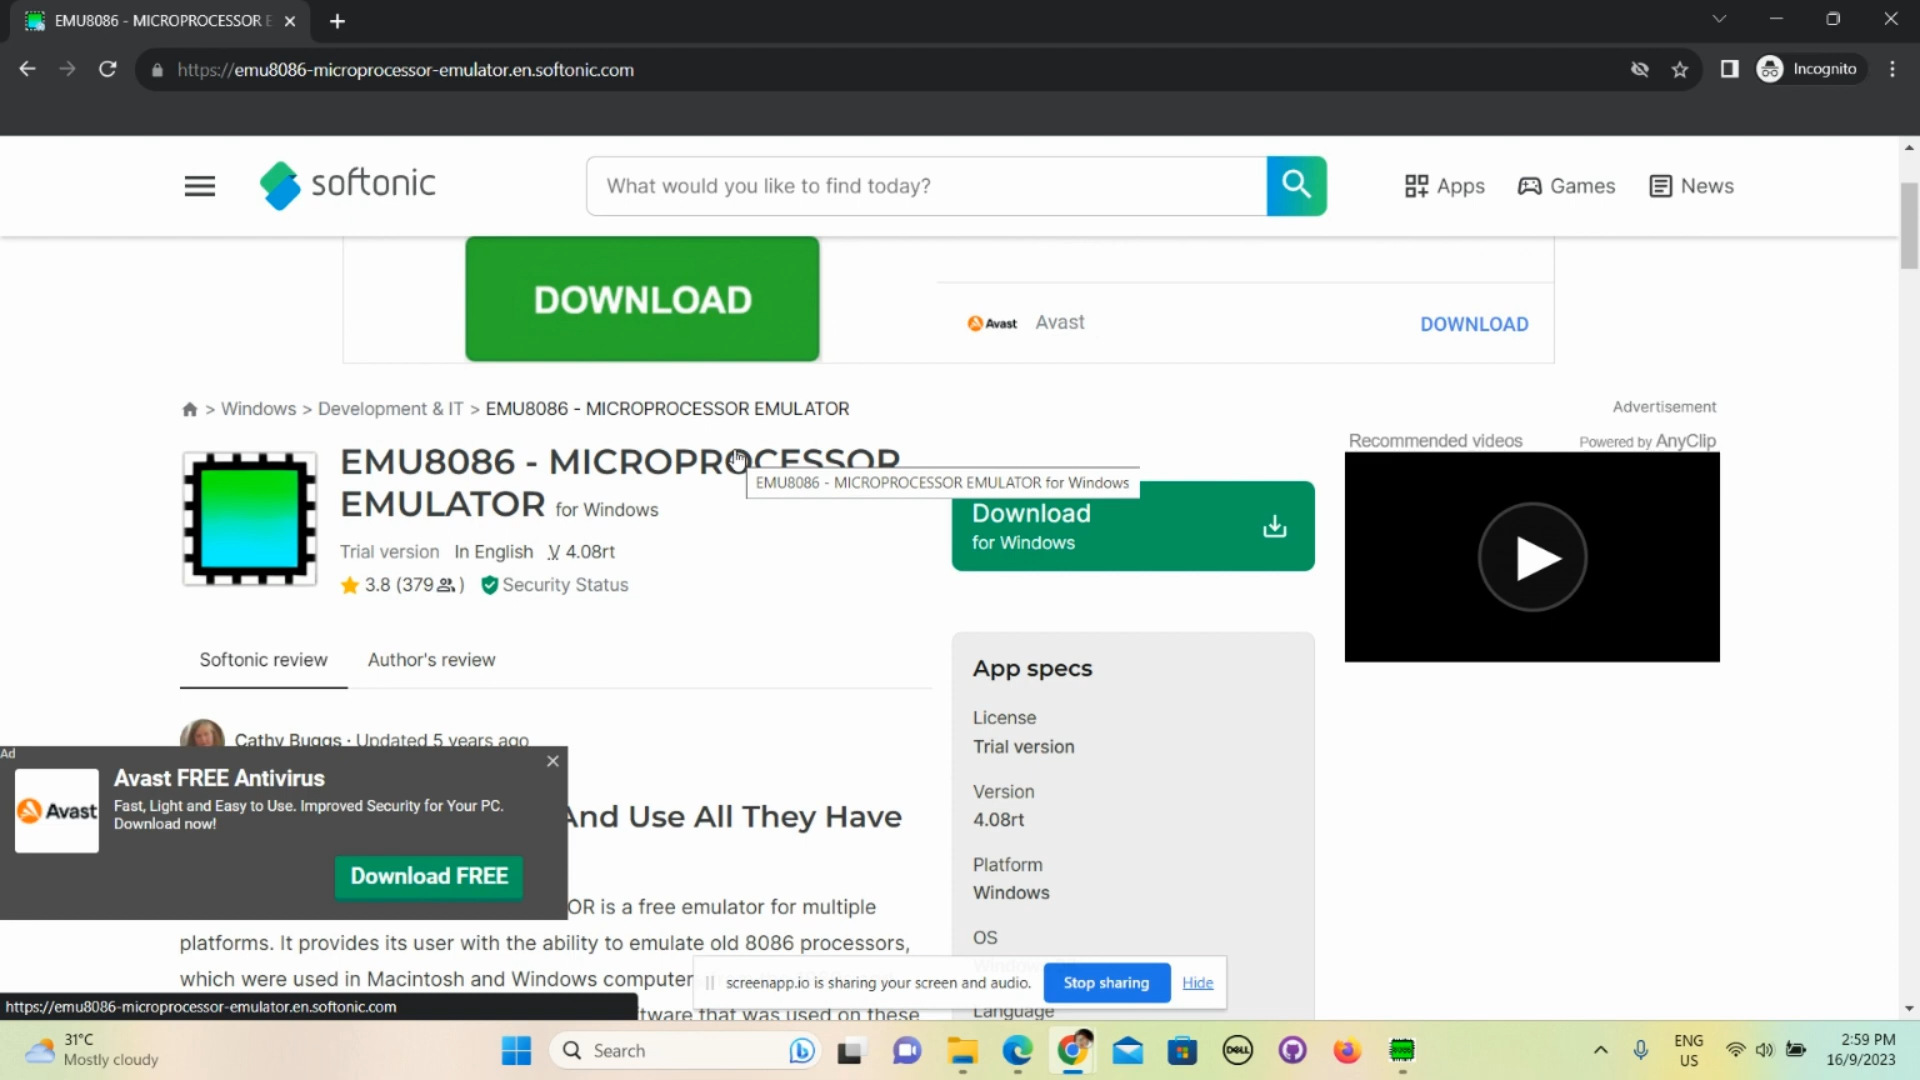 EMU8086 - MICROPROCESSOR E
https://emu8086-microprocessor-emulator.en.softonic.com
Incognito
softonic
What would you like to find today?
Apps
Games
News
DOWNLOAD
Avast
Avast
DOWNLOAD
> Windows > Development & IT > EMU8086 - MICROPROCESSOR EMULATOR
Advertisement
Recommended videos
Powered by AnyClip
EMU8086 - MICROPROCESSOR
EMULATOR for Windows
EMU8086 - MICROPROCESSOR EMULATOR for Windows
Trial version In English V 4.08rt
3.8 (379) Security Status
Download
for Windows
Softonic review
Author's review
Cathy Buggs · Updated 5 years ago
App specs
License
Trial version
Version
4.08rt
Platform
Windows
OS
Language
Ad
Avast
Avast FREE Antivirus
Fast, Light and Easy to Use. Improved Security for Your PC.
Download now!
Download FREE
And Use All They Have
OR is a free emulator for multiple
platforms. It provides its user with the ability to emulate old 8086 processors,
which were used in Macintosh and Windows computer
tware that was used on these
screenapp.io is sharing your screen and audio.
Stop sharing
Hide
https://emu8086-microprocessor-emulator.en.softonic.com
31°C
Mostly cloudy
Search
DELL
ENG
US
2:59 PM
16/9/2023